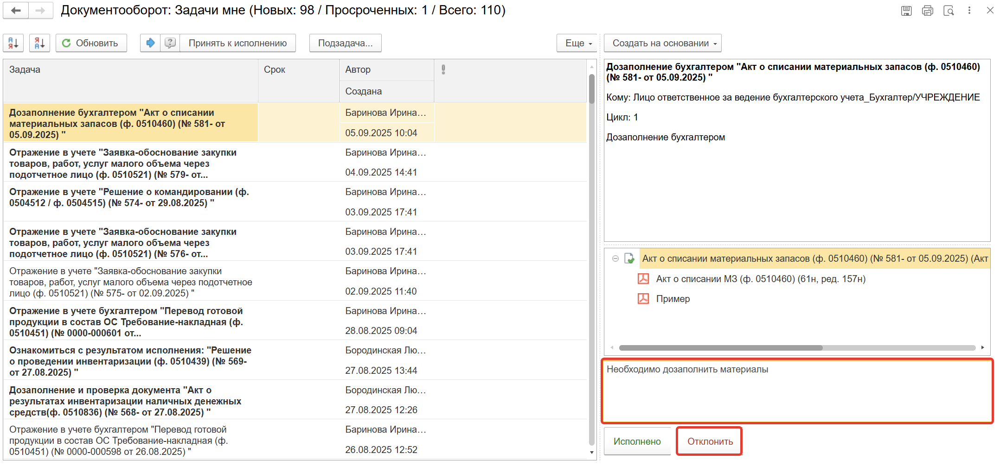 Документооборот: Задачи мне (Новых: 98 / Просроченных: 1 / Всего: 110)
Обновить
Принять к исполнению
Подзадача...
Еще
Создать на основании
Задача
Срок
Автор
Создана
Дозаполнение бухгалтером "Акт о списании
материальных запасов (ф. 0510460) (№ 581- от
05.09.2025) "
Баринова Ирина...
05.09.2025 10:04
Отражение в учете "Заявка-обоснование закупки
товаров, работ, услуг малого объема через
подотчетное лицо (ф. 0510521) (№ 579- от...
Баринова Ирина...
04.09.2025 14:41
Отражение в учете "Решение о командировании (ф.
0504512 / ф. 0504515) (№ 574- от 29.08.2025) "
Баринова Ирина...
03.09.2025 17:41
Отражение в учете "Заявка-обоснование закупки
товаров, работ, услуг малого объема через
подотчетное лицо (ф. 0510521) (№ 576- от...
Баринова Ирина...
03.09.2025 17:41
Отражение в учете "Заявка-обоснование закупки
товаров, работ, услуг малого объема через подотчетное
лицо (ф. 0510521) (№ 575- от 02.09.2025) "
Баринова Ирина...
02.09.2025 11:40
Отражение в учете бухгалтером "Перевод готовой
продукции в состав ОС Требование-накладная (ф.
0510451) (№ 0000-000601 от...
Баринова Ирина...
28.08.2025 09:04
Ознакомиться с результатом исполнения: "Решение
о проведении инвентаризации (ф. 0510439) (№ 569-
от 27.08.2025) "
Бородинская Лю...
27.08.2025 13:44
Дозаполнение и проверка документа "Акт о
результатах инвентаризации наличных денежных
средств(ф. 0510836) (№ 568- от 27.08.2025) "
Бородинская Лю...
27.08.2025 12:26
Отражение в учете бухгалтером "Перевод готовой
продукции в состав ОС Требование-накладная (ф.
0510451) (№ 0000-000598 от 26.08.2025) "
Баринова Ирина...
26.08.2025 12:52
Дозаполнение бухгалтером "Акт о списании материальных запасов (ф. 0510460)
(№ 581- от 05.09.2025) "
Кому: Лицо ответственное за ведение бухгалтерского учета_Бухгалтер/УЧРЕЖДЕНИЕ
Цикл: 1
Дозаполнение бухгалтером
Акт о списании материальных запасов (ф. 0510460) (№ 581- от 05.09.2025) (Акт
Акт о списании МЗ (ф. 0510460) (61н, ред. 157н)
Пример
Необходимо дозаполнить материалы
Исполнено
Отклонить